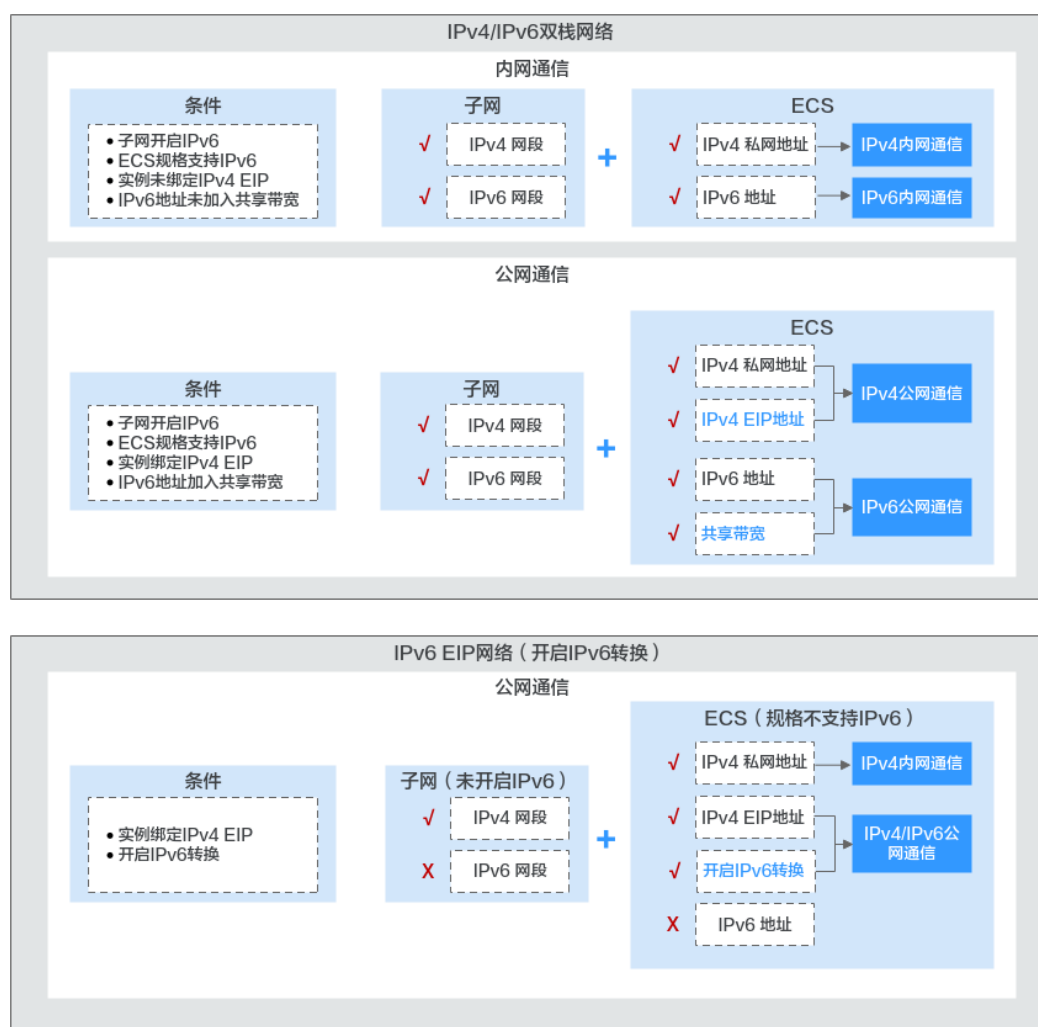 IPv4/IPv6双栈网络
内网通信
条件
• 子网开启IPv6
• ECS规格支持IPv6
• 实例未绑定IPv4 EIP
• IPv6地址未加入共享带宽
子网
√ IPv4 网段
√ IPv6 网段
+
ECS
√ IPv4 私网地址
IPv4内网通信
√ IPv6 地址
IPv6内网通信
公网通信
条件
• 子网开启IPv6
• ECS规格支持IPv6
• 实例绑定IPv4 EIP
• IPv6地址加入共享带宽
子网
√ IPv4 网段
√ IPv6 网段
+
ECS
√ IPv4 私网地址
√ IPv4 EIP地址
IPv4公网通信
√ IPv6 地址
√ 共享带宽
IPv6公网通信
IPv6 EIP网络（开启IPv6转换）
公网通信
条件
• 实例绑定IPv4 EIP
• 开启IPv6转换
子网（未开启IPv6）
√ IPv4 网段
X IPv6 网段
+
ECS（规格不支持IPv6）
√ IPv4 私网地址
IPv4内网通信
√ IPv4 EIP地址
√ 开启IPv6转换
IPv4/IPv6公
网通信
X IPv6 地址